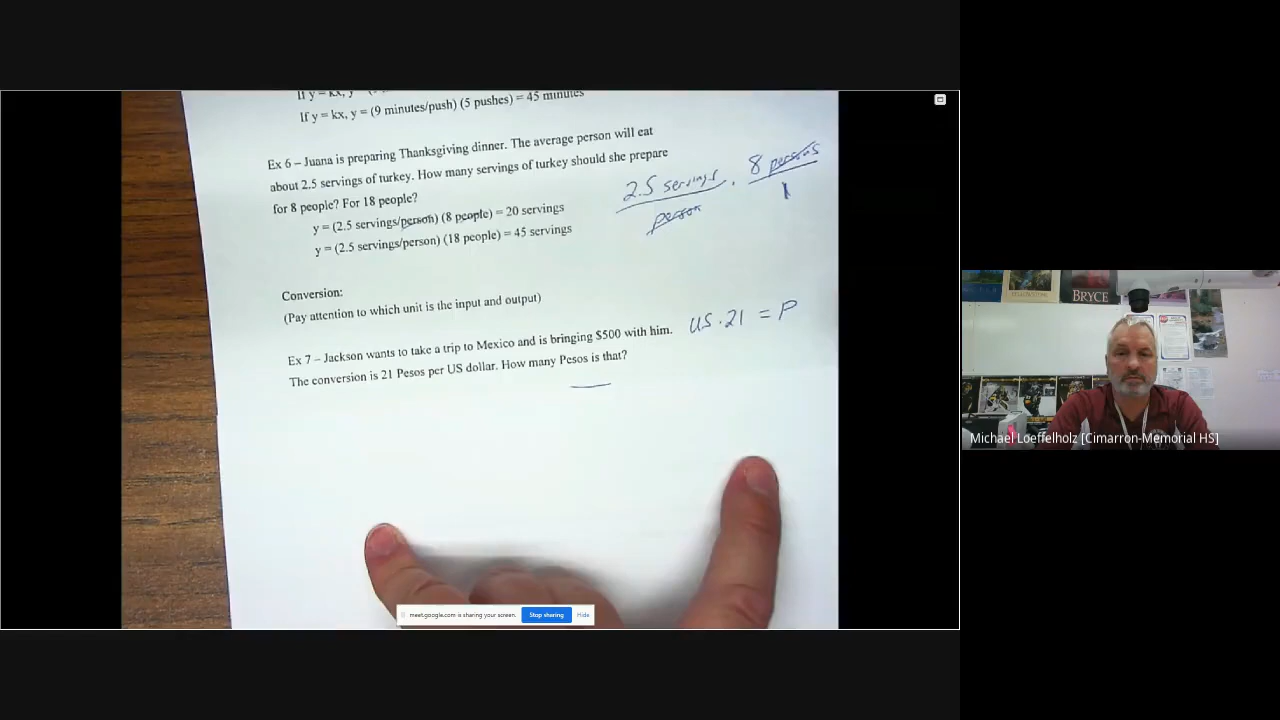 If y = kx, y
If y = kx, y = (9 minutes/push) (5 pushes) = 45 minutes
Ex 6 – Juana is preparing Thanksgiving dinner. The average person will eat
about 2.5 servings of turkey. How many servings of turkey should she prepare
for 8 people? For 18 people?
y = (2.5 servings/person) (8 people) = 20 servings
y = (2.5 servings/person) (18 people) = 45 servings
2.5 servings . 8 persons
person 1
Conversion:
(Pay attention to which unit is the input and output)
Ex 7 – Jackson wants to take a trip to Mexico and is bringing $500 with him.
The conversion is 21 Pesos per US dollar. How many Pesos is that?
US · 21 = P
meet.google.com is sharing your screen.
Stop sharing
Hide
BRYCE
Michael Loeffelholz [Cimarron-Memorial HS]